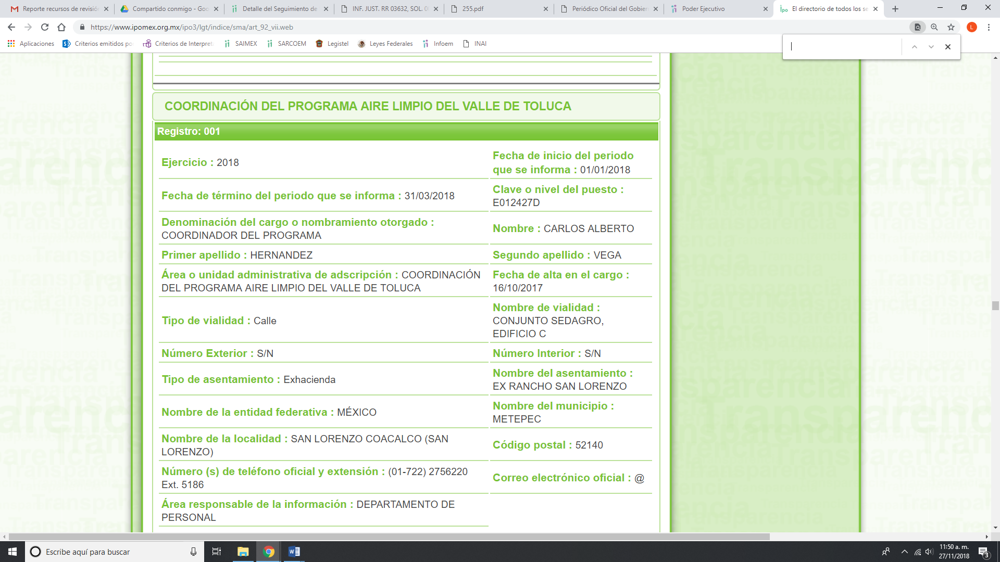 Reporte recursos de revisión
Compartido conmigo - Goo
Detalle del Seguimiento de
INF. JUST. RR 03632, SOL. 0
255.pdf
Periódico Oficial del Gobier
Poder Ejecutivo
El directorio de todos los se
https://www.ipomex.org.mx/ipo3/lgt/indice/sma/art_92_vii.web
L
Aplicaciones
Criterios emitidos po
Criterios de Interpret
SAIMEX
SARCOEM
Legistel
Leyes Federales
Infoem
INAI
COORDINACIÓN DEL PROGRAMA AIRE LIMPIO DEL VALLE DE TOLUCA
Registro: 001
Ejercicio : 2018
Fecha de inicio del periodo
que se informa : 01/01/2018
Fecha de término del periodo que se informa : 31/03/2018
Clave o nivel del puesto :
E012427D
Denominación del cargo o nombramiento otorgado :
COORDINADOR DEL PROGRAMA
Nombre : CARLOS ALBERTO
Primer apellido : HERNANDEZ
Segundo apellido : VEGA
Área o unidad administrativa de adscripción : COORDINACIÓN
DEL PROGRAMA AIRE LIMPIO DEL VALLE DE TOLUCA
Fecha de alta en el cargo :
16/10/2017
Tipo de vialidad : Calle
Nombre de vialidad :
CONJUNTO SEDAGRO,
EDIFICIO C
Número Exterior : S/N
Número Interior : S/N
Tipo de asentamiento : Exhacienda
Nombre del asentamiento :
EX RANCHO SAN LORENZO
Nombre de la entidad federativa : MÉXICO
Nombre del municipio :
METEPEC
Nombre de la localidad : SAN LORENZO COACALCO (SAN
LORENZO)
Código postal : 52140
Número (s) de teléfono oficial y extensión : (01-722) 2756220
Ext. 5186
Correo electrónico oficial : @
Área responsable de la información : DEPARTAMENTO DE
PERSONAL
Escribe aquí para buscar
11:50 a. m.
27/11/2018
3